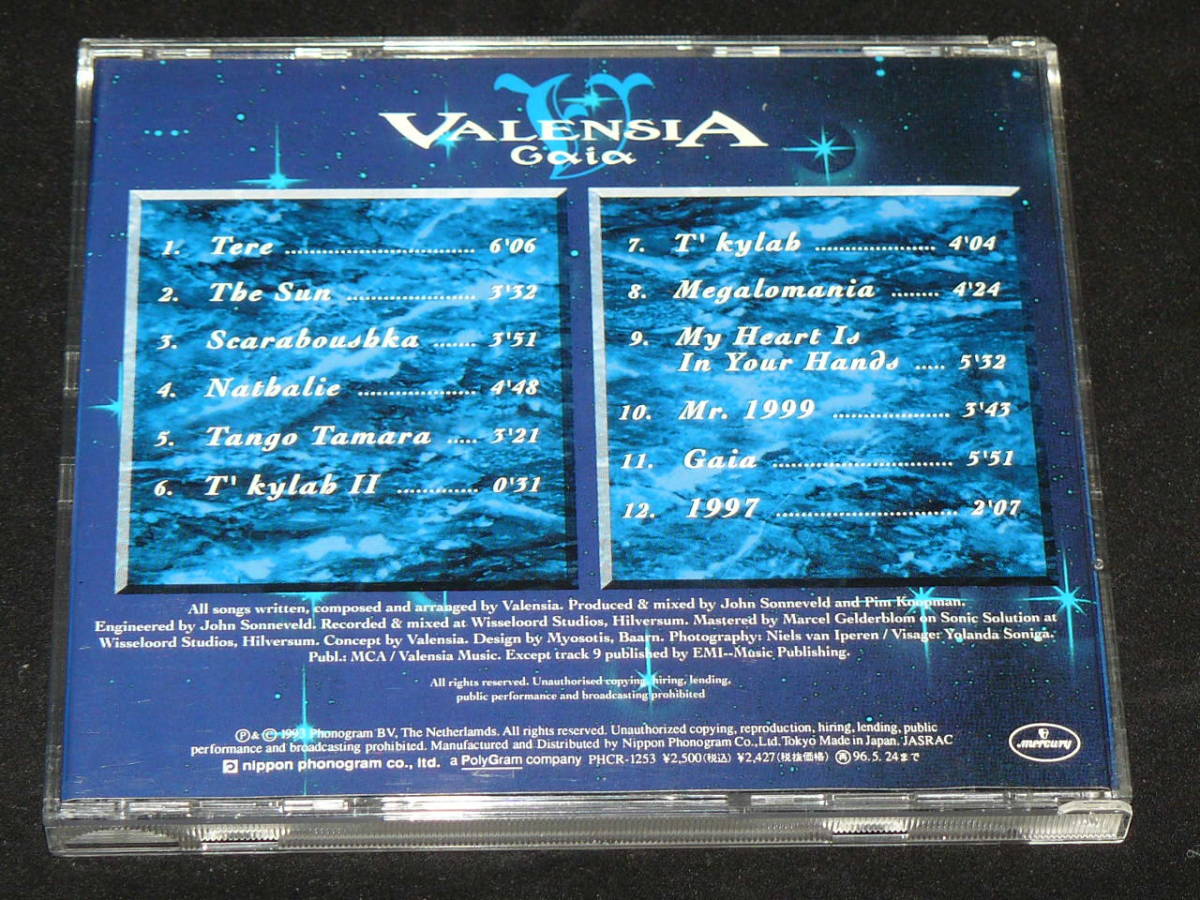 VALENSIA
Gaia
1. Tere ........................ 6'06
2. The Sun ................ 3'32
3. Scaraboushka ....... 3'51
4. Nathalie ............... 4'48
5. Tango Tamara ..... 3'21
6. T' kylah II ............ 0'31
7. T' kylah ................. 4'04
8. Megalomania ........ 4'24
9. My Heart Is
In Your Hands ..... 5'32
10. Mr. 1999 ................ 3'43
11. Gaia ......................... 5'51
12. 1997 ......................... 2'07
All songs written, composed and arranged by Valensia. Produced & mixed by John Sonneveld and Pim Koopman.
Engineered by John Sonneveld. Recorded & mixed at Wisseloord Studios, Hilversum. Mastered by Marcel Gelderblom on Sonic Solution at
Wisseloord Studios, Hilversum. Concept by Valensia. Design by Myosotis, Baarn. Photography: Niels van Iperen / Visage: Yolanda Soniga.
Publ.: MCA / Valensia Music. Except track 9 published by EMI--Music Publishing.
All rights reserved. Unauthorised copying, hiring, lending,
public performance and broadcasting prohibited
Ⓟ & © 1993 Phonogram BV, The Netherlamds. All rights reserved. Unauthorized copying, reproduction, hiring, lending, public
performance and broadcasting prohibited. Manufactured and Distributed by Nippon Phonogram Co.,Ltd.Tokyo Made in Japan. JASRAC
nippon phonogram co., ltd. a PolyGram company PHCR-1253 ¥2,500(税込) ¥2,427(税抜価格) Ⓡ96.5.24まで
mercury